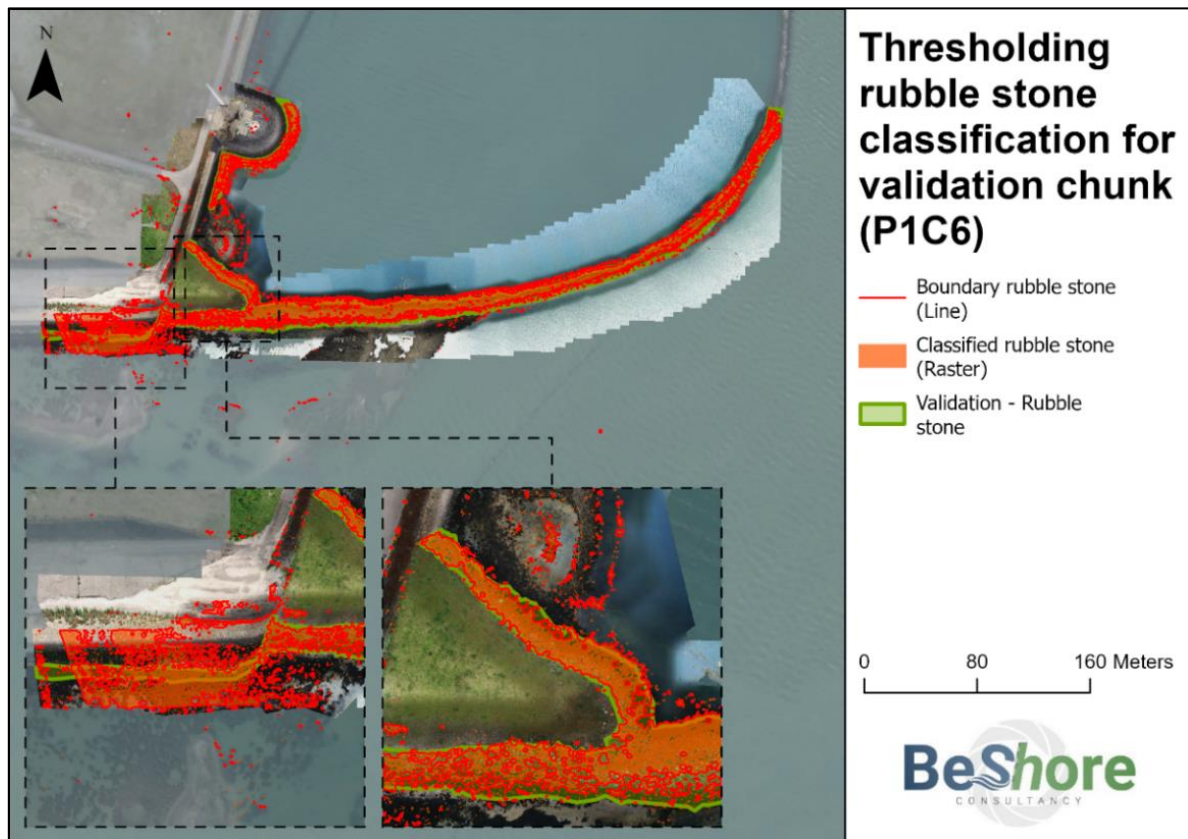 N
Thresholding
rubble stone
classification for
validation chunk
(P1C6)
Boundary rubble stone
(Line)
Classified rubble stone
(Raster)
Validation - Rubble
stone
0 80 160 Meters
BeShore
CONSULTANCY